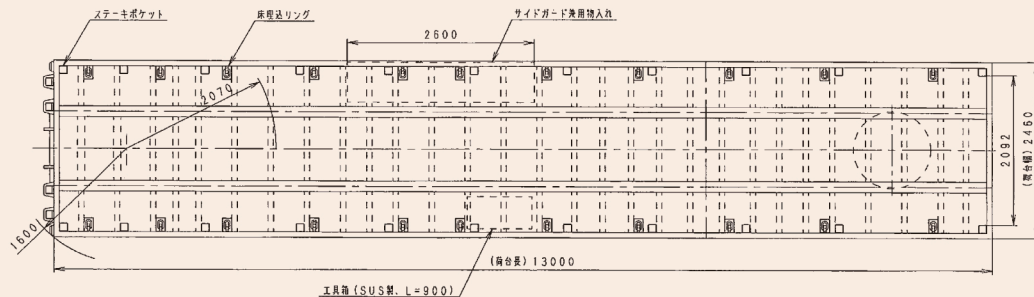 ステーキポケット
床埋込リング
サイドガード兼用物入れ
2600
2070
1600
2092
(荷台幅) 2460
(荷台長) 13000
工具箱 (SUS製、L=900)